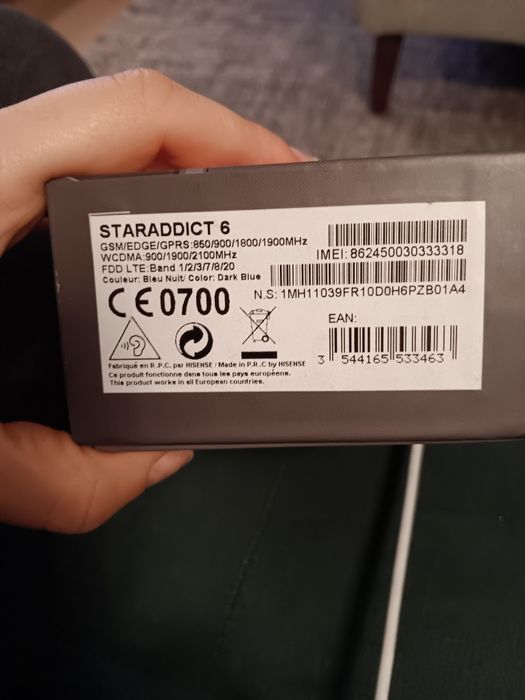 STARADDICT 6
GSM/EDGE/GPRS:850/900/1800/1900MHz
WCDMA:900/1900/2100MHz
FDD LTE:Band 1/2/3/7/8/20
Couleur: Bleu Nuit/ Color: Dark Blue
IMEI: 862450030333318
N.S: 1MH11039FR10D0H6PZB01A4
CE0700
EAN:
3 544165 533463
Fabriqué en R.P.C. par HISENSE / Made in P.R.C by HISENSE
Ce produit fonctionne dans tous les pays européens.
This product works in all European countries.